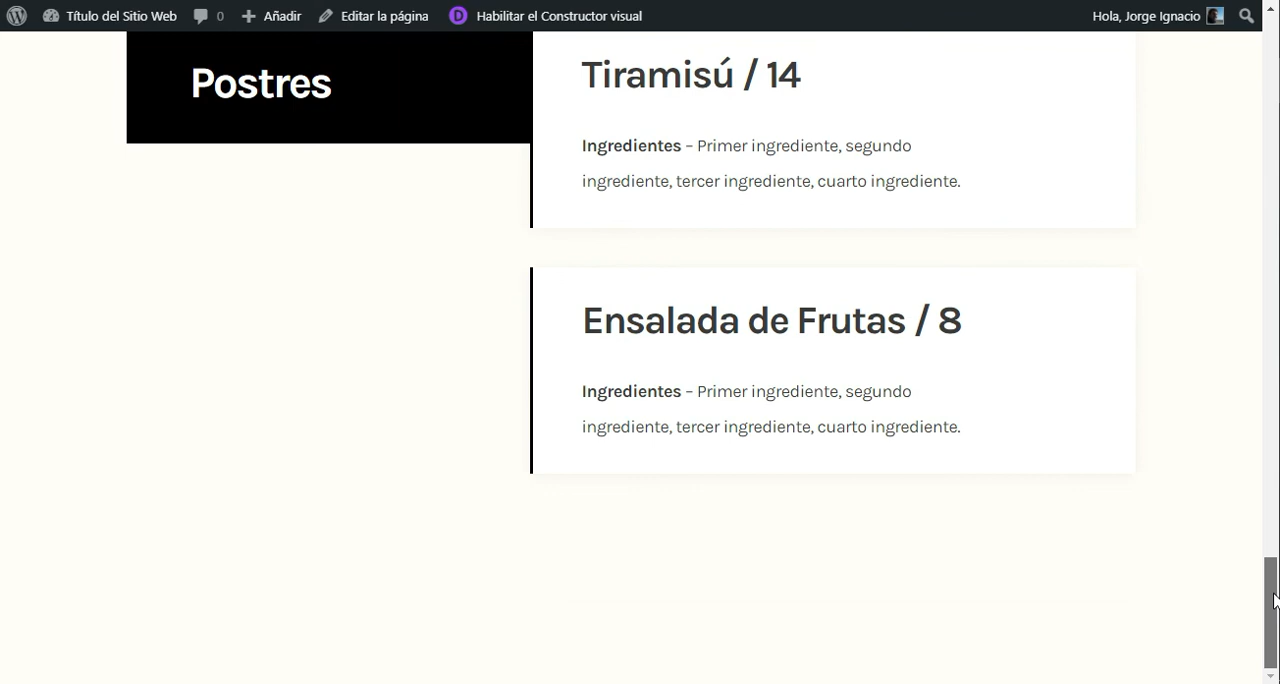 Título del Sitio Web 0 Añadir Editar la página Habilitar el Constructor visual Hola, Jorge Ignacio
Postres
Tiramisú / 14
Ingredientes – Primer ingrediente, segundo
ingrediente, tercer ingrediente, cuarto ingrediente.
Ensalada de Frutas / 8
Ingredientes – Primer ingrediente, segundo
ingrediente, tercer ingrediente, cuarto ingrediente.